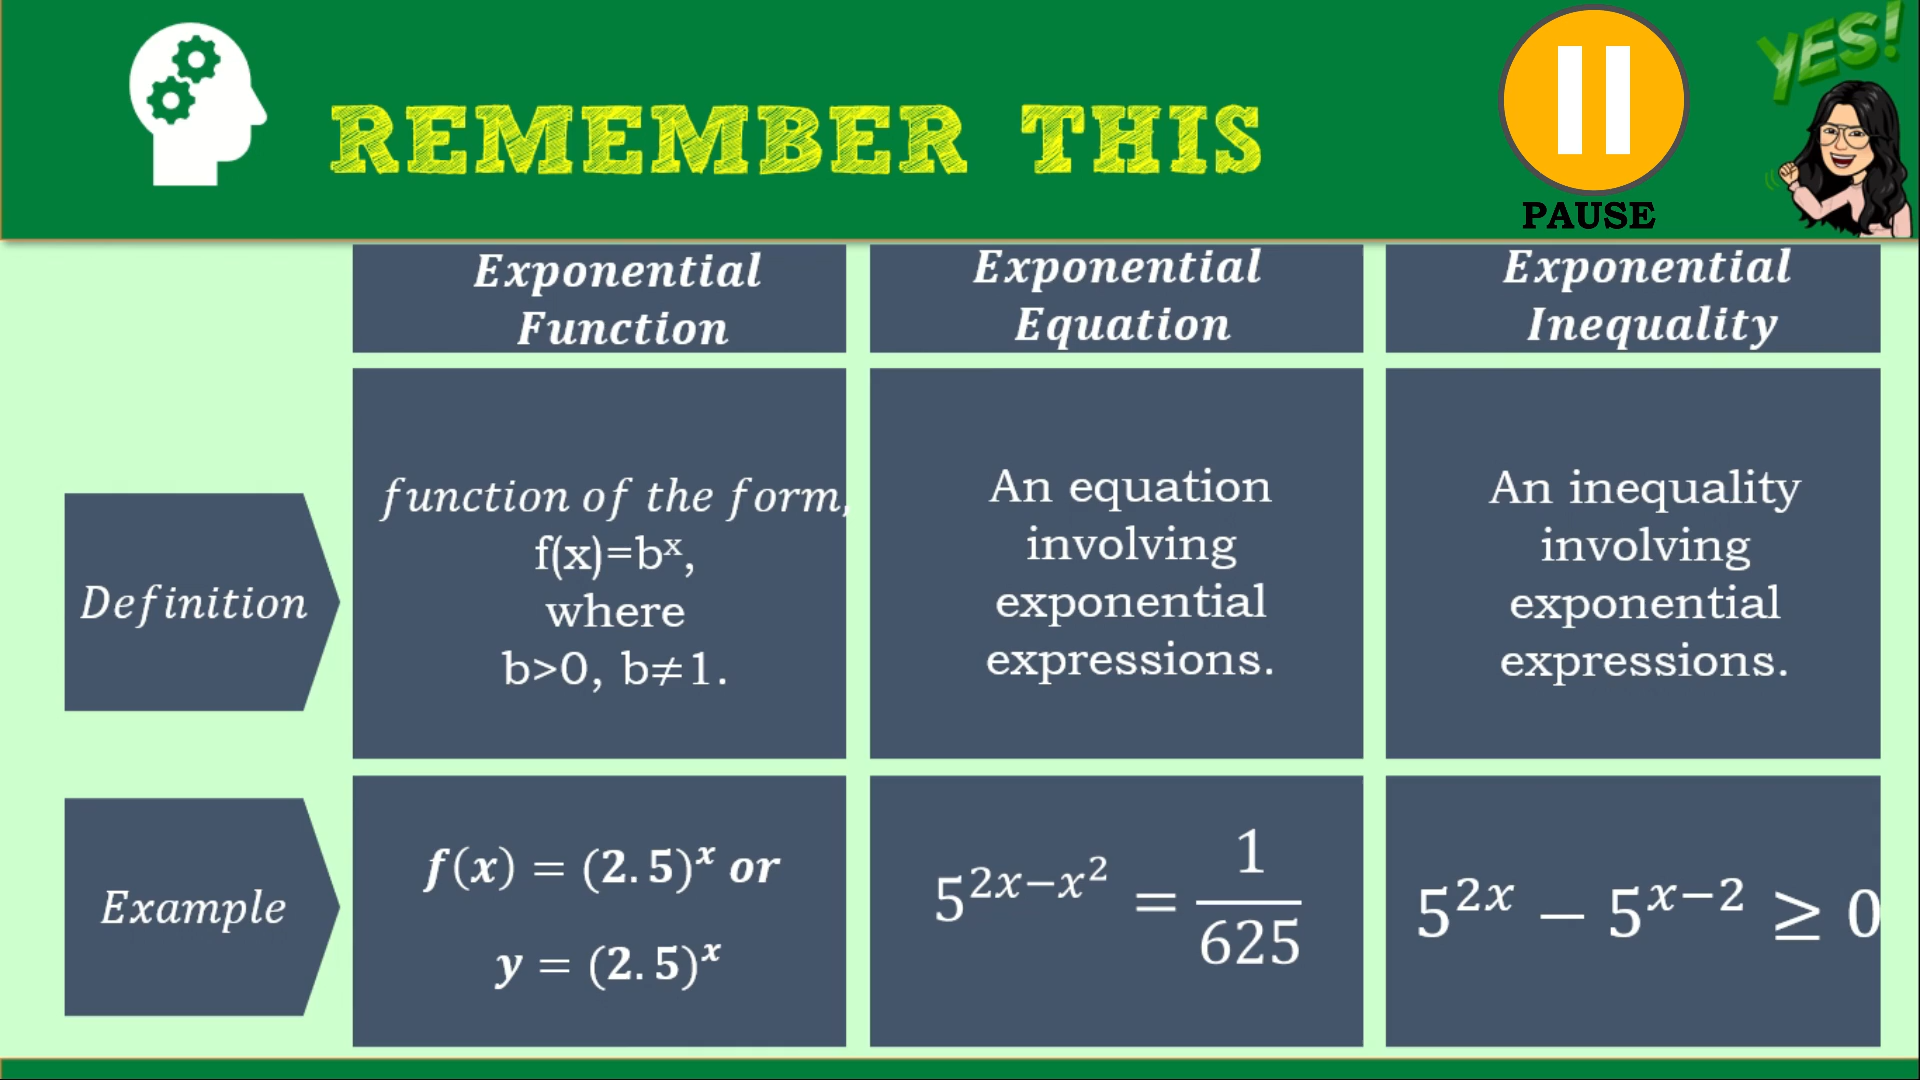 REMEMBER THIS
PAUSE
YES!
Exponential
Function
Exponential
Equation
Exponential
Inequality
Definition
function of the form,
f(x)=bˣ,
where
b>0, b≠1.
An equation
involving
exponential
expressions.
An inequality
involving
exponential
expressions.
Example
f(x) = (2.5)ˣ or
y = (2.5)ˣ
5^{2x−x²} = 1/625
5^{2x} − 5^{x−2} ≥ 0